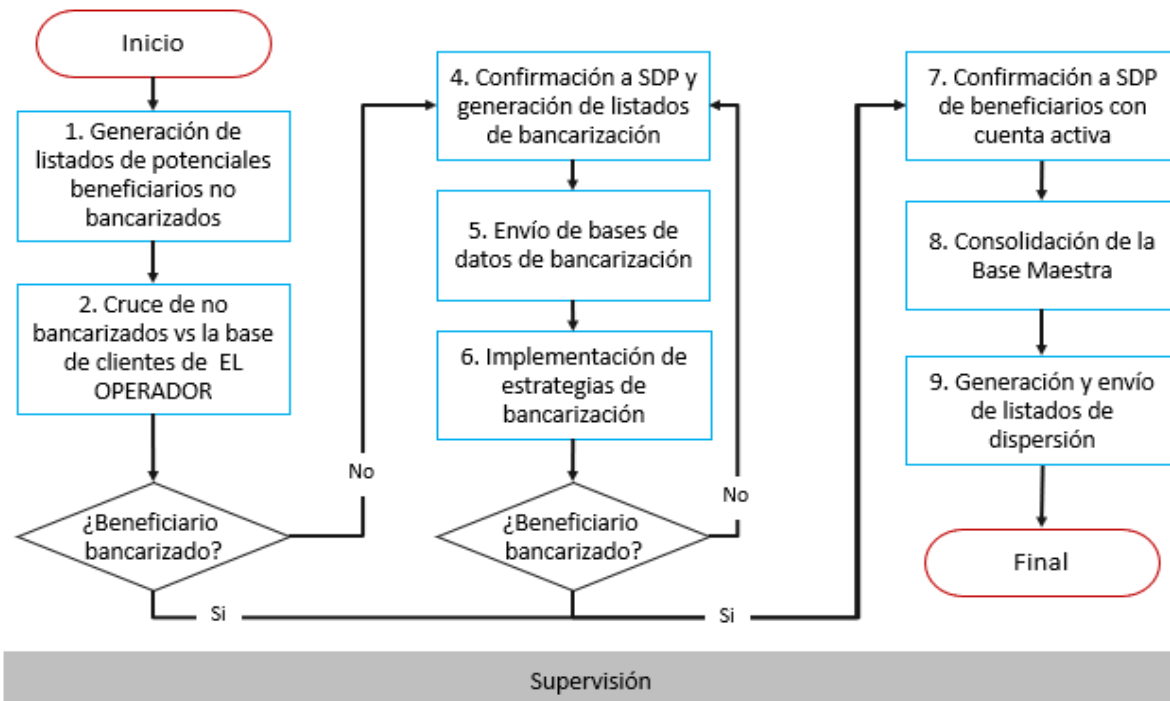 Inicio
1. Generación de
listados de potenciales
beneficiarios no
bancarizados
2. Cruce de no
bancarizados vs la base
de clientes de EL
OPERADOR
¿Beneficiario
bancarizado?
No
Si
4. Confirmación a SDP y
generación de listados
de bancarización
5. Envío de bases de
datos de bancarización
6. Implementación de
estrategias de
bancarización
¿Beneficiario
bancarizado?
No
Si
7. Confirmación a SDP
de beneficiarios con
cuenta activa
8. Consolidación de la
Base Maestra
9. Generación y envío
de listados de
dispersión
Final
Supervisión